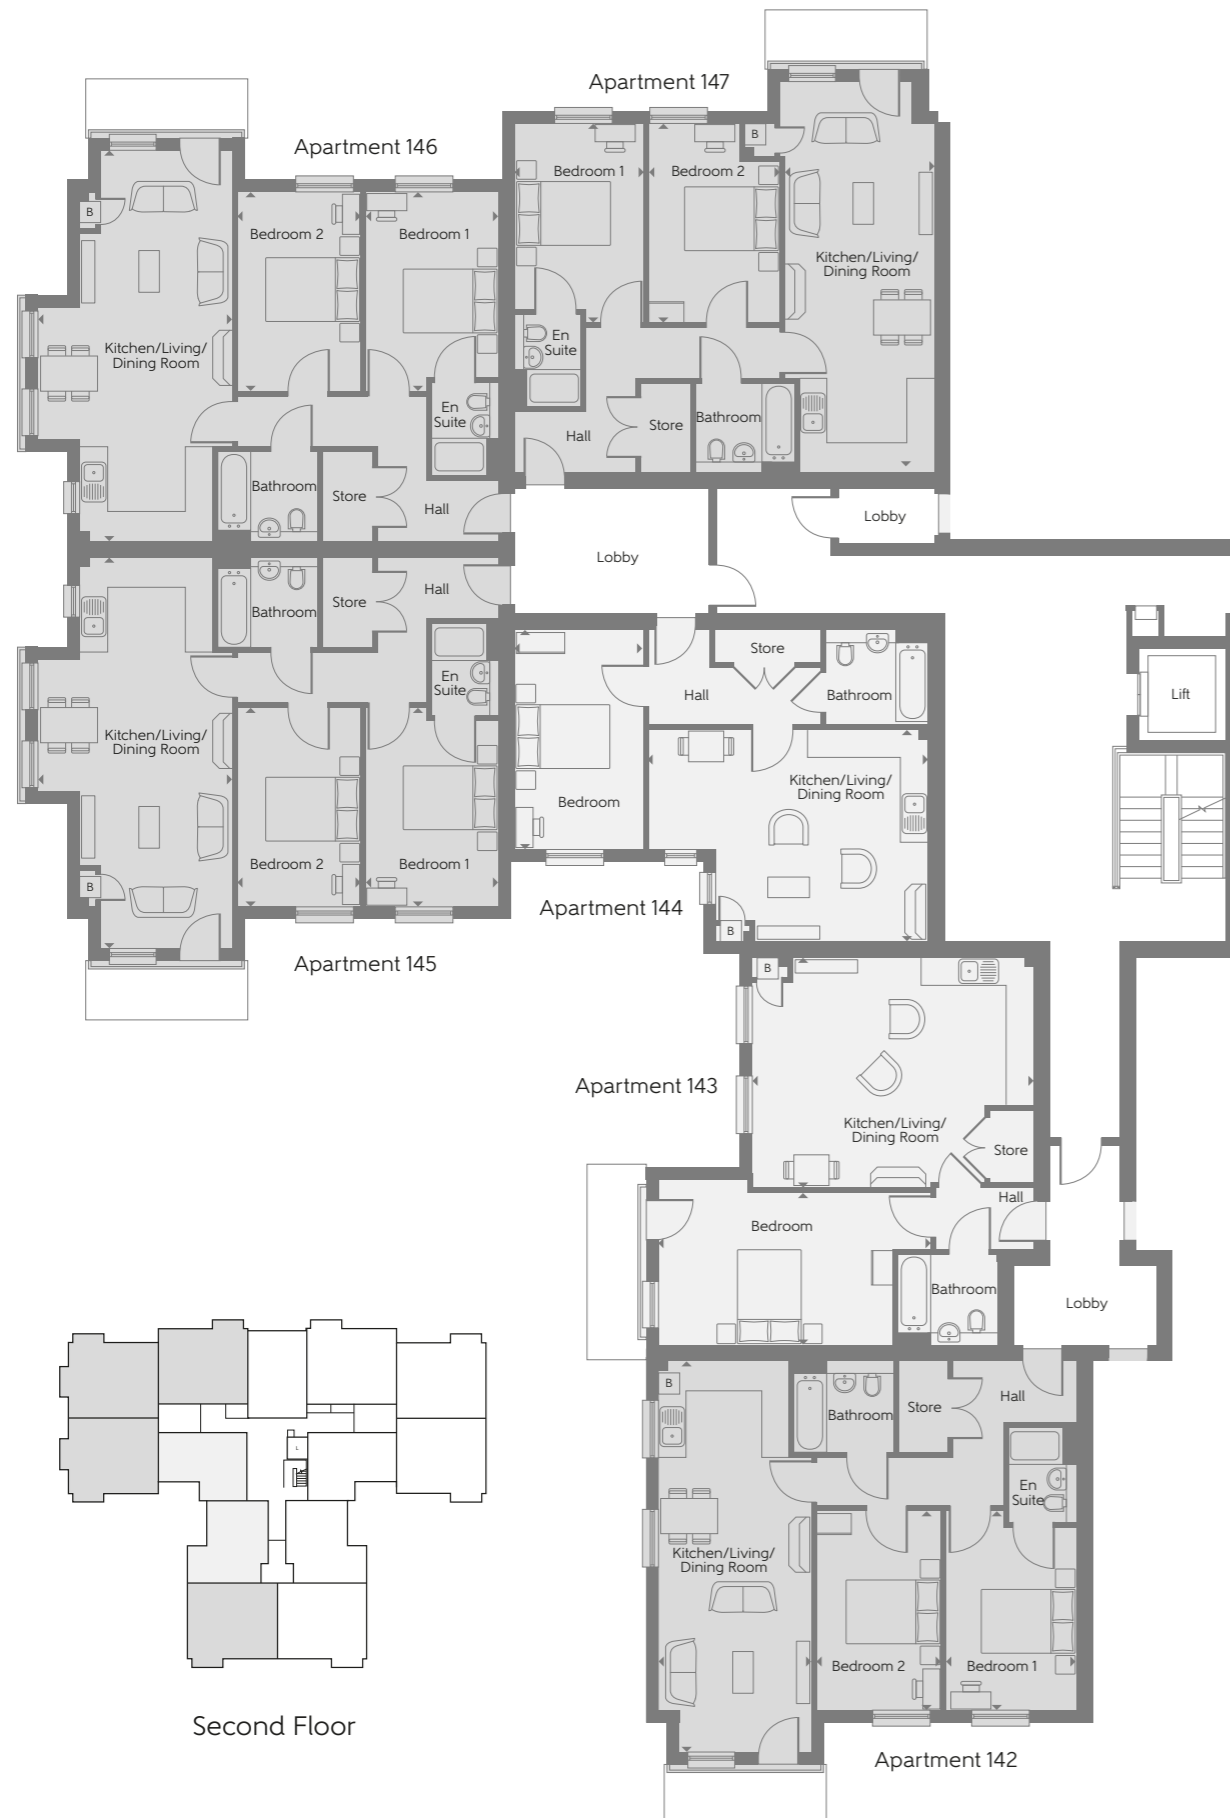 Apartment 147
Apartment 146
B
Bedroom 1
Bedroom 2
Kitchen/Living/
Dining Room
En
Suite
Hall
Store
Bathroom
B
Bedroom 2
Bedroom 1
Kitchen/Living/
Dining Room
En
Suite
Bathroom
Store
Hall
Lobby
Lobby
Bathroom
Store
Hall
En
Suite
Kitchen/Living/
Dining Room
B
Bedroom 2
Bedroom 1
Apartment 145
Store
Hall
Bathroom
Bedroom
Kitchen/Living/
Dining Room
B
Apartment 144
Lift
B
Apartment 143
Kitchen/Living/
Dining Room
Store
Hall
Bedroom
Bathroom
Lobby
B
Bathroom
Store
Hall
En
Suite
Kitchen/Living/
Dining Room
Bedroom 2
Bedroom 1
Apartment 142
L
Second Floor